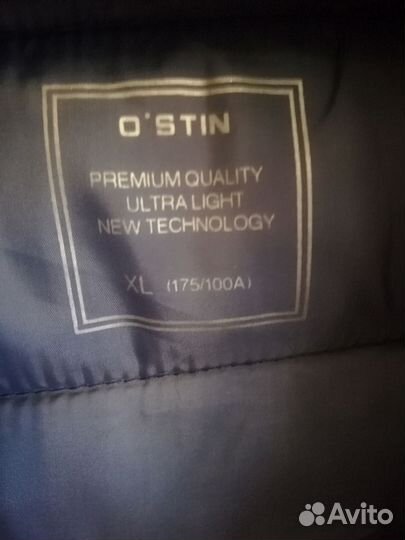 O'STIN
PREMIUM QUALITY
ULTRA LIGHT
NEW TECHNOLOGY
XL (175/100A)
Avito